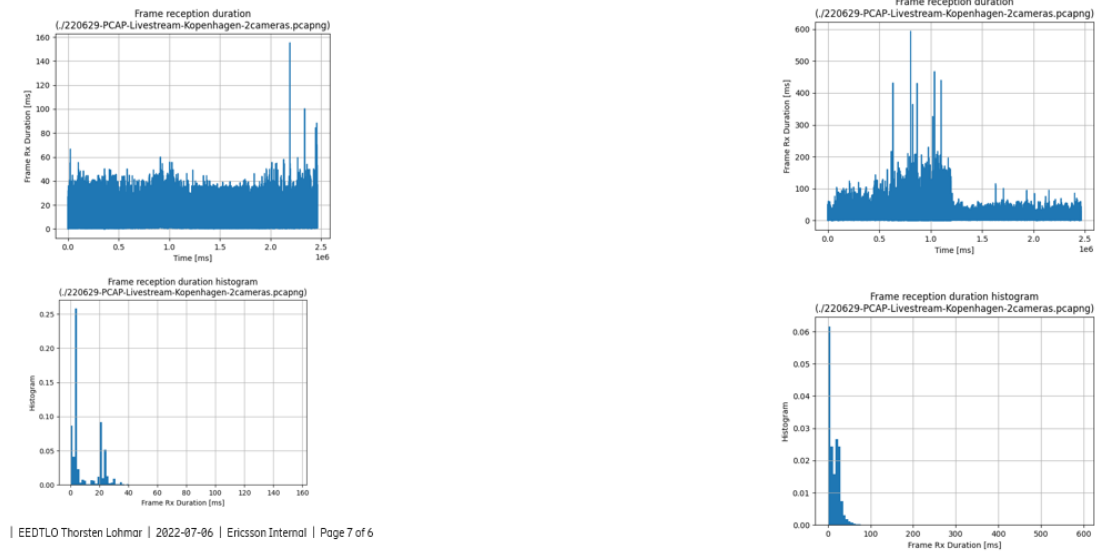 Frame reception duration
(./220629-PCAP-Livestream-Kopenhagen-2cameras.pcapng)
160
140
120
100
80
60
40
20
0
Frame Rx Duration [ms]
0.0 0.5 1.0 1.5 2.0 2.5
1e6
Time [ms]
Frame reception duration histogram
(./220629-PCAP-Livestream-Kopenhagen-2cameras.pcapng)
0.25
0.20
0.15
0.10
0.05
0.00
Histogram
0 20 40 60 80 100 120 140 160
Frame Rx Duration [ms]
Frame reception duration
(./220629-PCAP-Livestream-Kopenhagen-2cameras.pcapng)
600
500
400
300
200
100
0
Frame Rx Duration [ms]
0.0 0.5 1.0 1.5 2.0 2.5
1e6
Time [ms]
Frame reception duration histogram
(./220629-PCAP-Livestream-Kopenhagen-2cameras.pcapng)
0.06
0.05
0.04
0.03
0.02
0.01
0.00
Histogram
0 100 200 300 400 500 600
Frame Rx Duration [ms]
| EEDTLO Thorsten Lohmar | 2022-07-06 | Ericsson Internal | Page 7 of 6